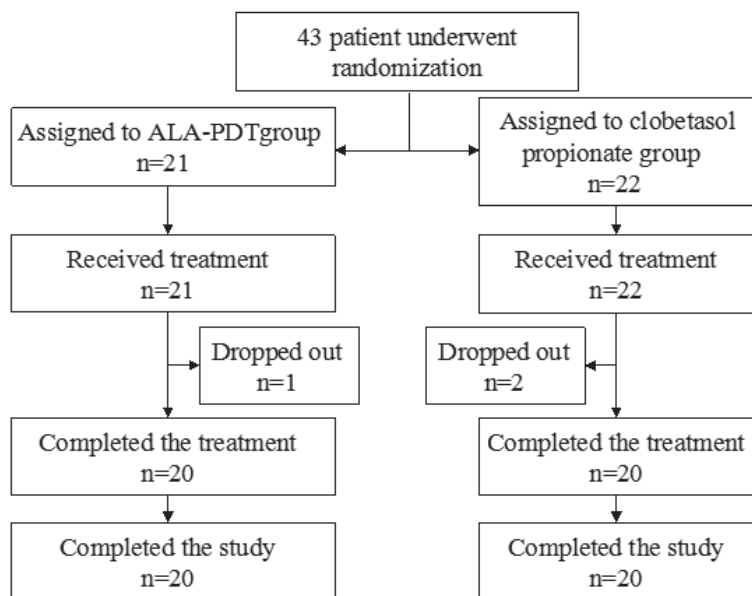 43 patient underwent
randomization
Assigned to ALA-PDTgroup
n=21
Assigned to clobetasol
propionate group
n=22
Received treatment
n=21
Received treatment
n=22
Dropped out
n=1
Dropped out
n=2
Completed the treatment
n=20
Completed the treatment
n=20
Completed the study
n=20
Completed the study
n=20